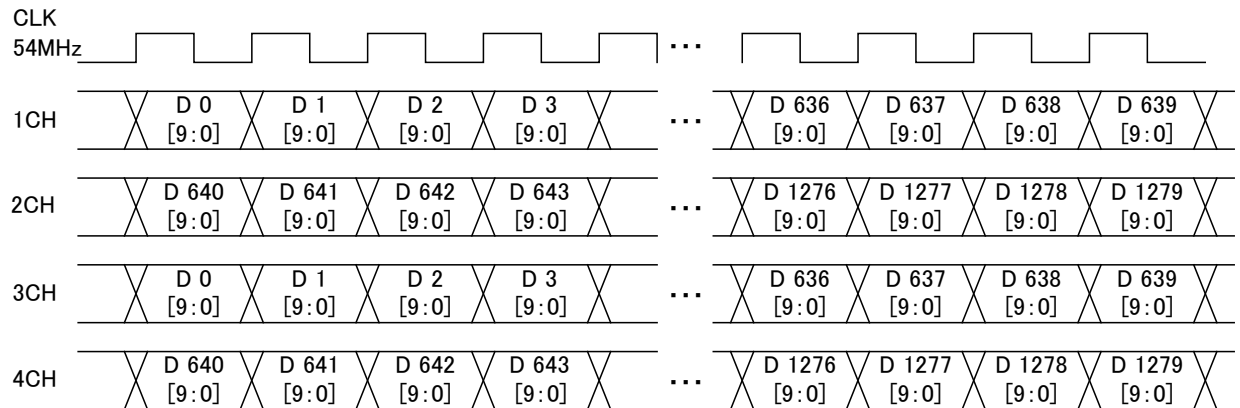 CLK
54MHz
...
1CH
D 0 D 1 D 2 D 3 ... D 636 D 637 D 638 D 639
[9:0] [9:0] [9:0] [9:0] [9:0] [9:0] [9:0] [9:0]
2CH
D 640 D 641 D 642 D 643 ... D 1276 D 1277 D 1278 D 1279
[9:0] [9:0] [9:0] [9:0] [9:0] [9:0] [9:0] [9:0]
3CH
D 0 D 1 D 2 D 3 ... D 636 D 637 D 638 D 639
[9:0] [9:0] [9:0] [9:0] [9:0] [9:0] [9:0] [9:0]
4CH
D 640 D 641 D 642 D 643 ... D 1276 D 1277 D 1278 D 1279
[9:0] [9:0] [9:0] [9:0] [9:0] [9:0] [9:0] [9:0]